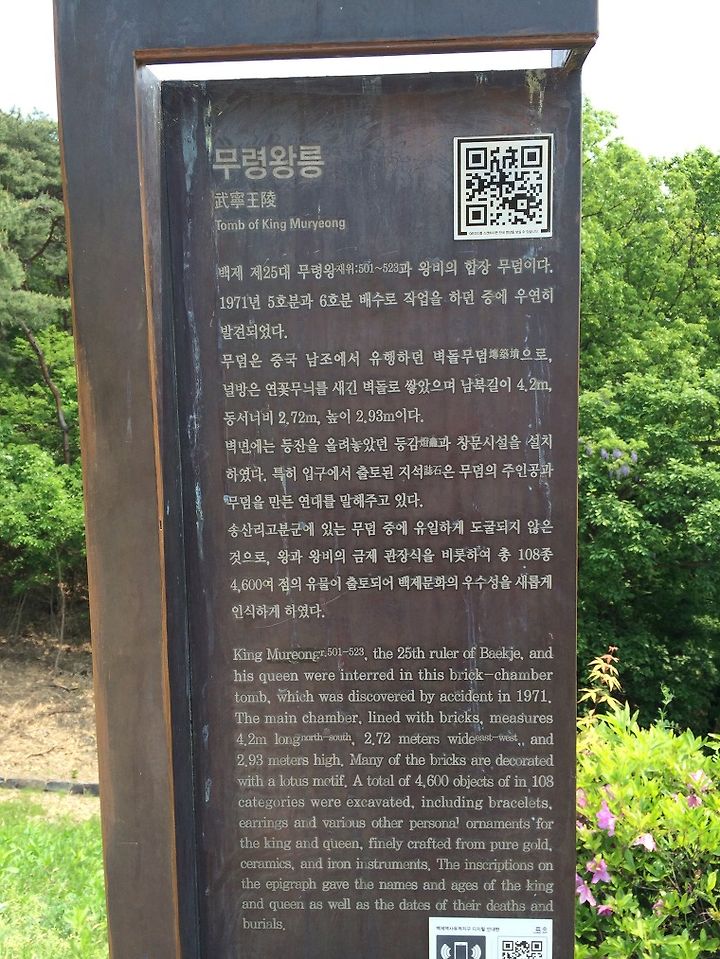 무령왕릉
武寧王陵
Tomb of King Muryeong
백제 제25대 무령왕재위:501~523과 왕비의 합장 무덤이다.
1971년 5호분과 6호분 배수로 작업을 하던 중에 우연히
발견되었다.
무덤은 중국 남조에서 유행하던 벽돌무덤塼築墳으로,
널방은 연꽃무늬를 새긴 벽돌로 쌓았으며 남북길이 4.2m,
동서너비 2.72m, 높이 2.93m이다.
벽면에는 등잔을 올려놓았던 등감燈龕과 창문시설을 설치
하였다. 특히 입구에서 출토된 지석誌石은 무덤의 주인공과
무덤을 만든 연대를 말해주고 있다.
송산리고분군에 있는 무덤 중에 유일하게 도굴되지 않은
것으로, 왕과 왕비의 금제 관장식을 비롯하여 총 108종
4,600여 점의 유물이 출토되어 백제문화의 우수성을 새롭게
인식하게 하였다.
King Mureongr.501-523, the 25th ruler of Baekje, and
his queen were interred in this brick-chamber
tomb, which was discovered by accident in 1971.
The main chamber, lined with bricks, measures
4.2m longnorth-south, 2.72 meters wideeast-west, and
2.93 meters high. Many of the bricks are decorated
with a lotus motif. A total of 4,600 objects of in 108
categories were excavated, including bracelets,
earrings and various other personal ornaments for
the king and queen, finely crafted from pure gold,
ceramics, and iron instruments. The inscriptions on
the epigraph gave the names and ages of the king
and queen as well as the dates of their deaths and
burials.